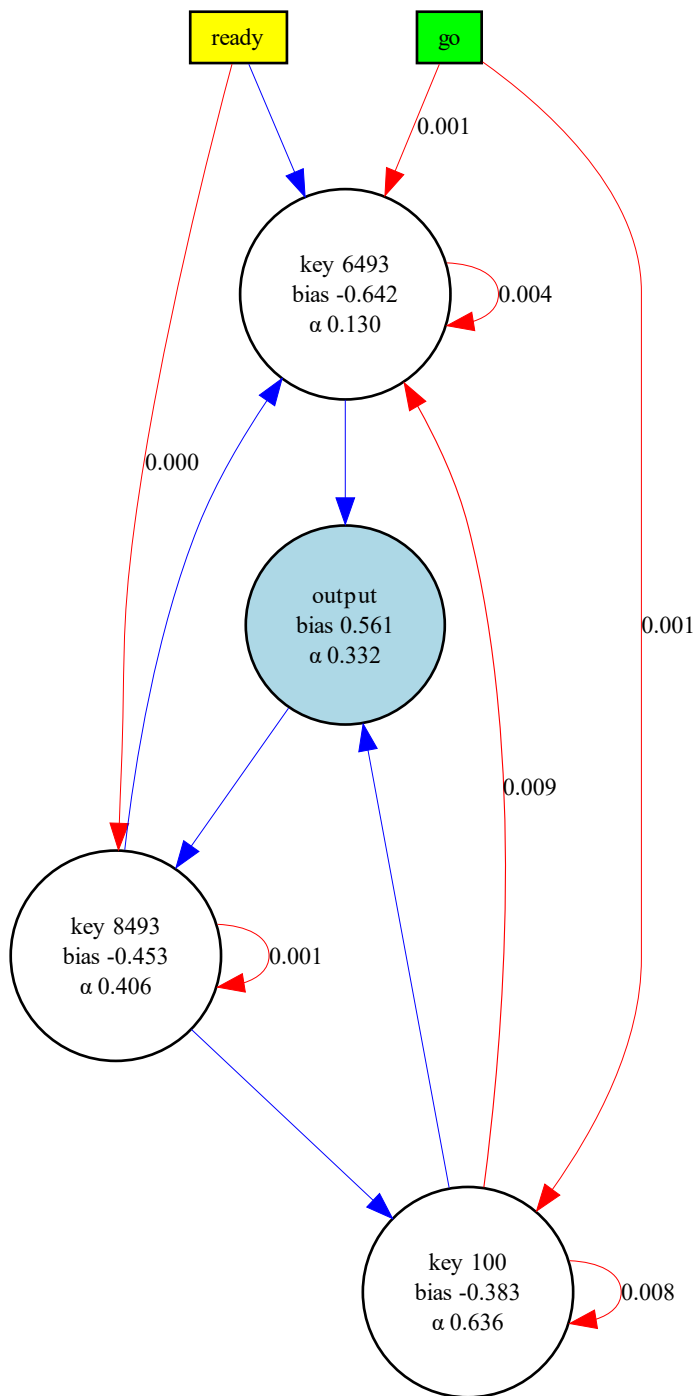 ready
go
0.001
key 6493
bias -0.642
α 0.130
0.004
0.000
output
bias 0.561
α 0.332
0.001
0.009
key 8493
bias -0.453
α 0.406
0.001
key 100
bias -0.383
α 0.636
0.008